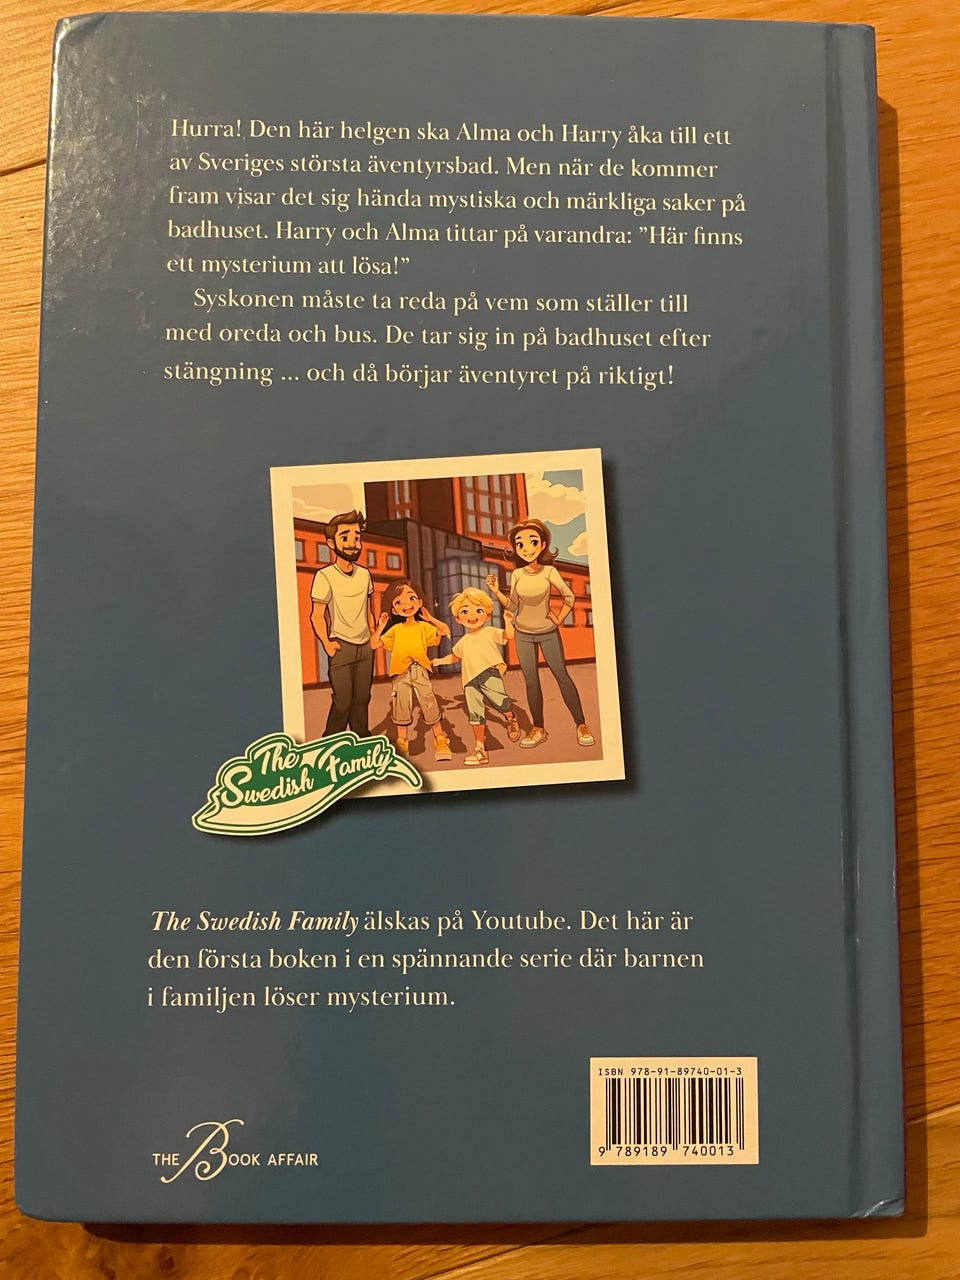 Hurra! Den här helgen ska Alma och Harry åka till ett
av Sveriges största äventyrsbad. Men när de kommer
fram visar det sig hända mystiska och märkliga saker på
badhuset. Harry och Alma tittar på varandra: ”Här finns
ett mysterium att lösa!”
Syskonen måste ta reda på vem som ställer till
med oreda och bus. De tar sig in på badhuset efter
stängning ... och då börjar äventyret på riktigt!
The
Swedish Family
The Swedish Family älskas på Youtube. Det här är
den första boken i en spännande serie där barnen
i familjen löser mysterium.
THE BOOK AFFAIR
ISBN 978-91-89740-01-3
9 789189 740013